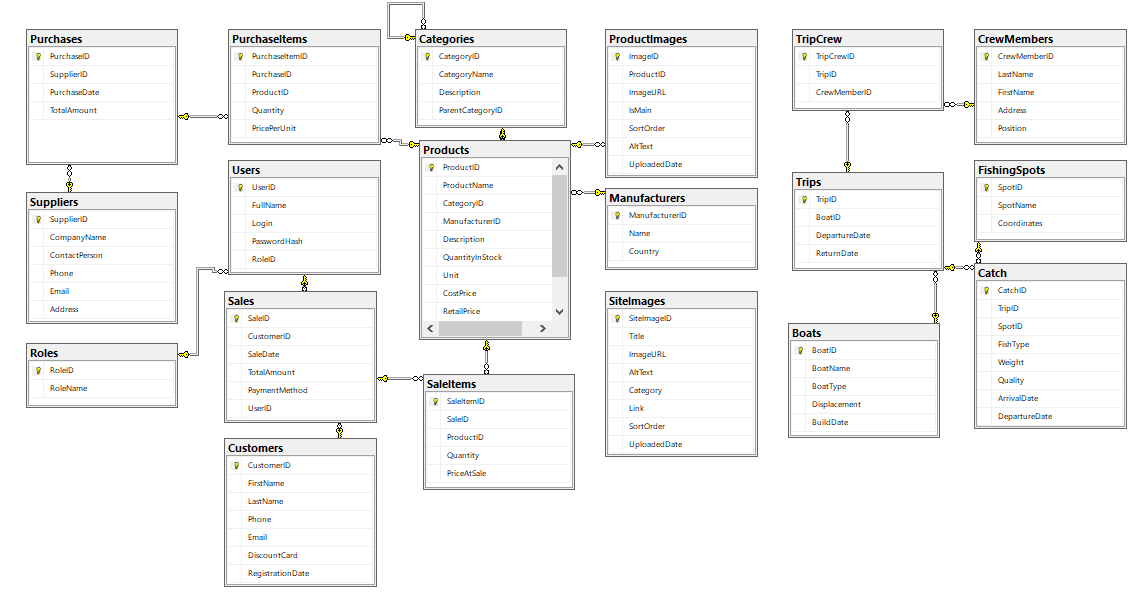 Purchases
PurchaseID
SupplierID
PurchaseDate
TotalAmount
PurchaseItems
PurchaseItemID
PurchaseID
ProductID
Quantity
PricePerUnit
Categories
CategoryID
CategoryName
Description
ParentCategoryID
ProductImages
ImageID
ProductID
ImageURL
IsMain
SortOrder
AltText
UploadedDate
TripCrew
TripCrewID
TripID
CrewMemberID
CrewMembers
CrewMemberID
LastName
FirstName
Address
Position
Suppliers
SupplierID
CompanyName
ContactPerson
Phone
Email
Address
Users
UserID
FullName
Login
PasswordHash
RoleID
Products
ProductID
ProductName
CategoryID
ManufacturerID
Description
QuantityInStock
Unit
CostPrice
RetailPrice
Manufacturers
ManufacturerID
Name
Country
Trips
TripID
BoatID
DepartureDate
ReturnDate
FishingSpots
SpotID
SpotName
Coordinates
Roles
RoleID
RoleName
Sales
SaleID
CustomerID
SaleDate
TotalAmount
PaymentMethod
UserID
SaleItems
SaleItemID
SaleID
ProductID
Quantity
PriceAtSale
SiteImages
SiteImageID
Title
ImageURL
AltText
Category
Link
SortOrder
UploadedDate
Boats
BoatID
BoatName
BoatType
Displacement
BuildDate
Catch
CatchID
TripID
SpotID
FishType
Weight
Quality
ArrivalDate
DepartureDate
Customers
CustomerID
FirstName
LastName
Phone
Email
DiscountCard
RegistrationDate